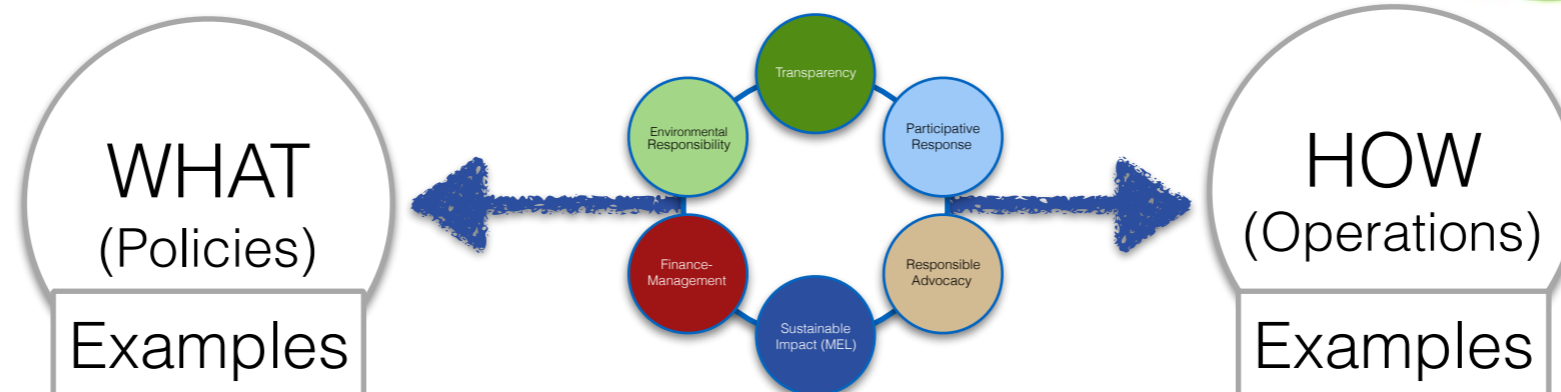 WHAT
(Policies)
Examples
Transparency
Environmental
Responsibility
Participative
Response
Finance-
Management
Responsible
Advocacy
Sustainable
Impact (MEL)
HOW
(Operations)
Examples